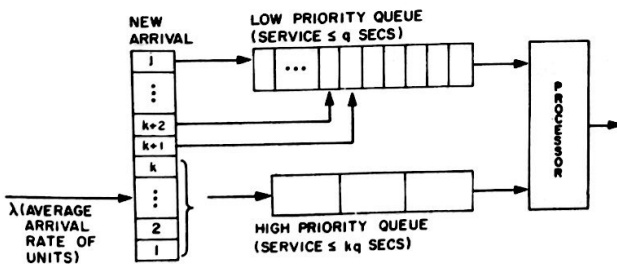 NEW
ARRIVAL
LOW PRIORITY QUEUE
(SERVICE ≤ q SECS)
j
⋮
k+2
k+1
k
⋮
2
1
...
PROCESSOR
λ(AVERAGE
ARRIVAL
RATE OF
UNITS)
HIGH PRIORITY QUEUE
(SERVICE ≤ kq SECS)